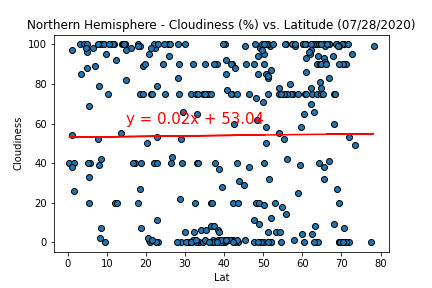 Northern Hemisphere - Cloudiness (%) vs. Latitude (07/28/2020)
100
80
60
40
20
0
Cloudiness
y = 0.02x + 53.04
0 10 20 30 40 50 60 70 80
Lat